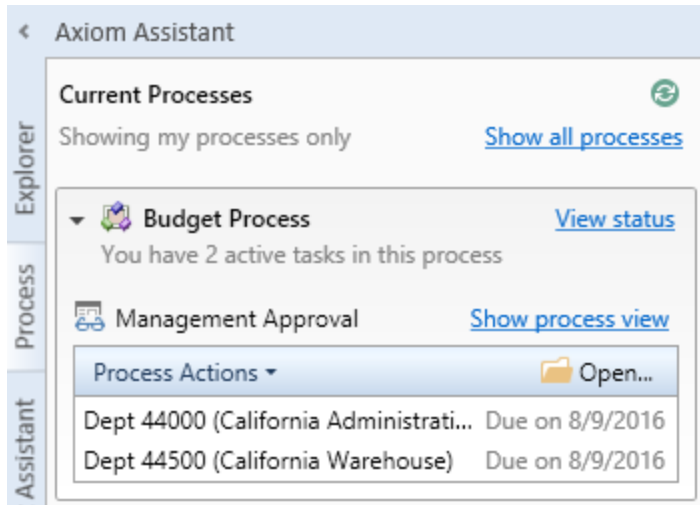 Axiom Assistant
Current Processes
Showing my processes only Show all processes
Explorer
Budget Process View status
You have 2 active tasks in this process
Process
Management Approval Show process view
Process Actions Open...
Dept 44000 (California Administrati... Due on 8/9/2016
Dept 44500 (California Warehouse) Due on 8/9/2016
Assistant